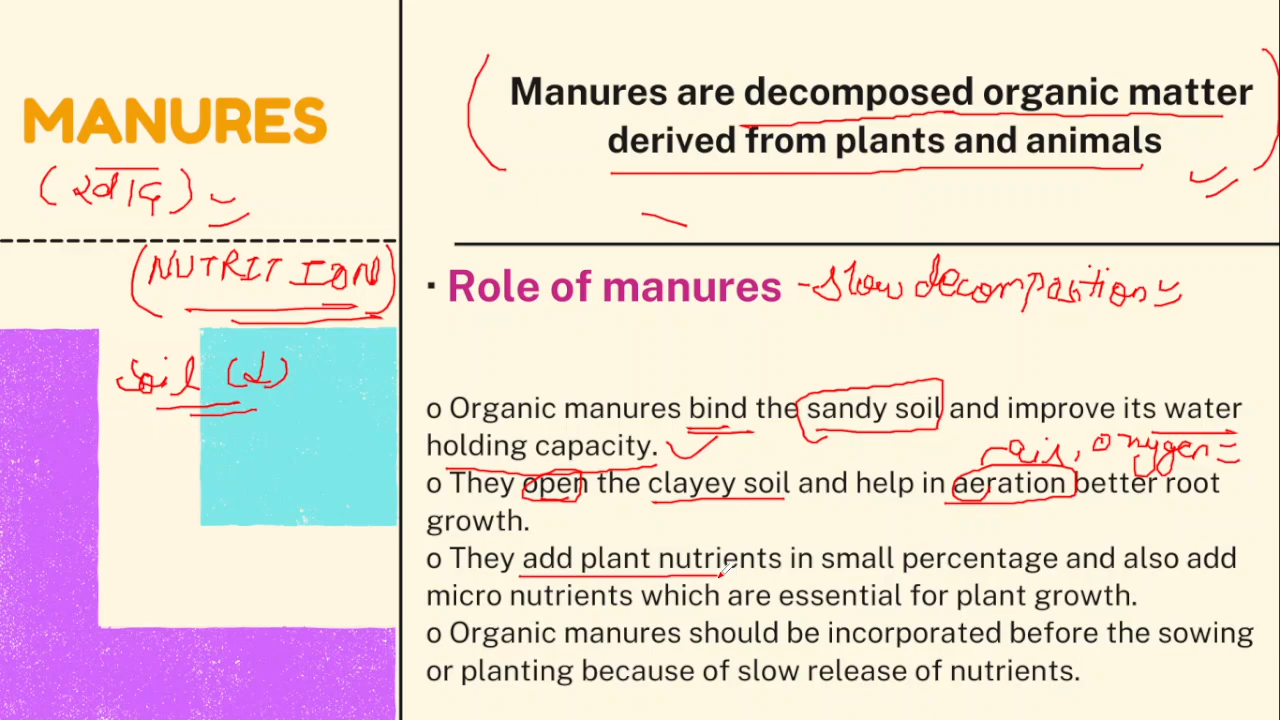 MANURES
Manures are decomposed organic matter
derived from plants and animals
(NUTRITION)
· Role of manures - slow decomposition
soil (d)
o Organic manures bind the sandy soil and improve its water
holding capacity.
air, oxygen
o They open the clayey soil and help in aeration better root
growth.
o They add plant nutrients in small percentage and also add
micro nutrients which are essential for plant growth.
o Organic manures should be incorporated before the sowing
or planting because of slow release of nutrients.